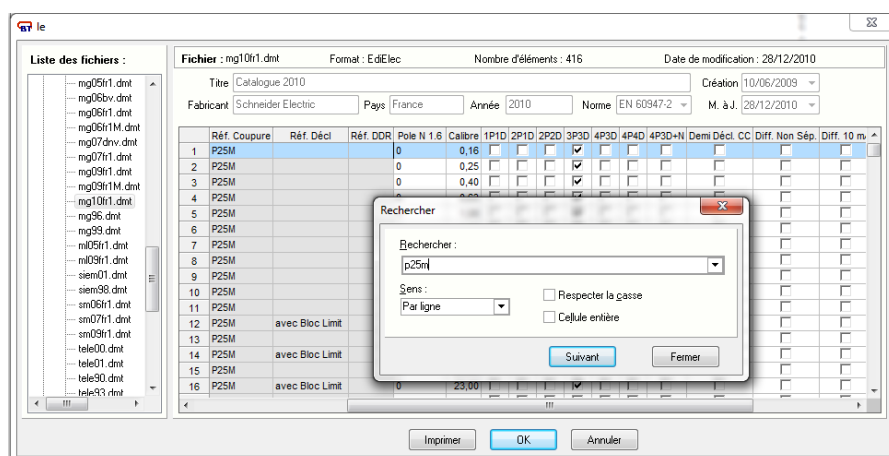 BT le
Liste des fichiers :
mg05fr1.dmt
mg06bv.dmt
mg06fr1.dmt
mg06fr1M.dmt
mg07dnv.dmt
mg07fr1.dmt
mg09fr1.dmt
mg09fr1M.dmt
mg10fr1.dmt
mg96.dmt
mg99.dmt
ml05fr1.dmt
ml09fr1.dmt
siem01.dmt
siem98.dmt
sm06fr1.dmt
sm07fr1.dmt
sm09fr1.dmt
tele00.dmt
tele01.dmt
tele90.dmt
tele93.dmt
Fichier : mg10fr1.dmt Format : EdiElec Nombre d'éléments : 416 Date de modification : 28/12/2010
Titre Catalogue 2010 Création 10/06/2009
Fabricant Schneider Electric Pays France Année 2010 Norme EN 60947-2 M. à J. 28/12/2010
Réf. Coupure Réf. Décl Réf. DDR Pole N 1.6 Calibre 1P1D 2P1D 2P2D 3P3D 4P3D 4P4D 4P3D+N Demi Décl. CC Diff. Non Sép. Diff. 10 m
1 P25M 0 0,16
2 P25M 0 0,25
3 P25M 0 0,40
4 P25M
5 P25M
6 P25M
7 P25M
8 P25M
9 P25M
10 P25M
11 P25M
12 P25M avec Bloc Limit
13 P25M
14 P25M avec Bloc Limit
15 P25M
16 P25M avec Bloc Limit 0 23,00
Rechercher
Rechercher :
p25m
Sens :
Par ligne
Respecter la casse
Cellule entière
Suivant Fermer
Imprimer OK Annuler